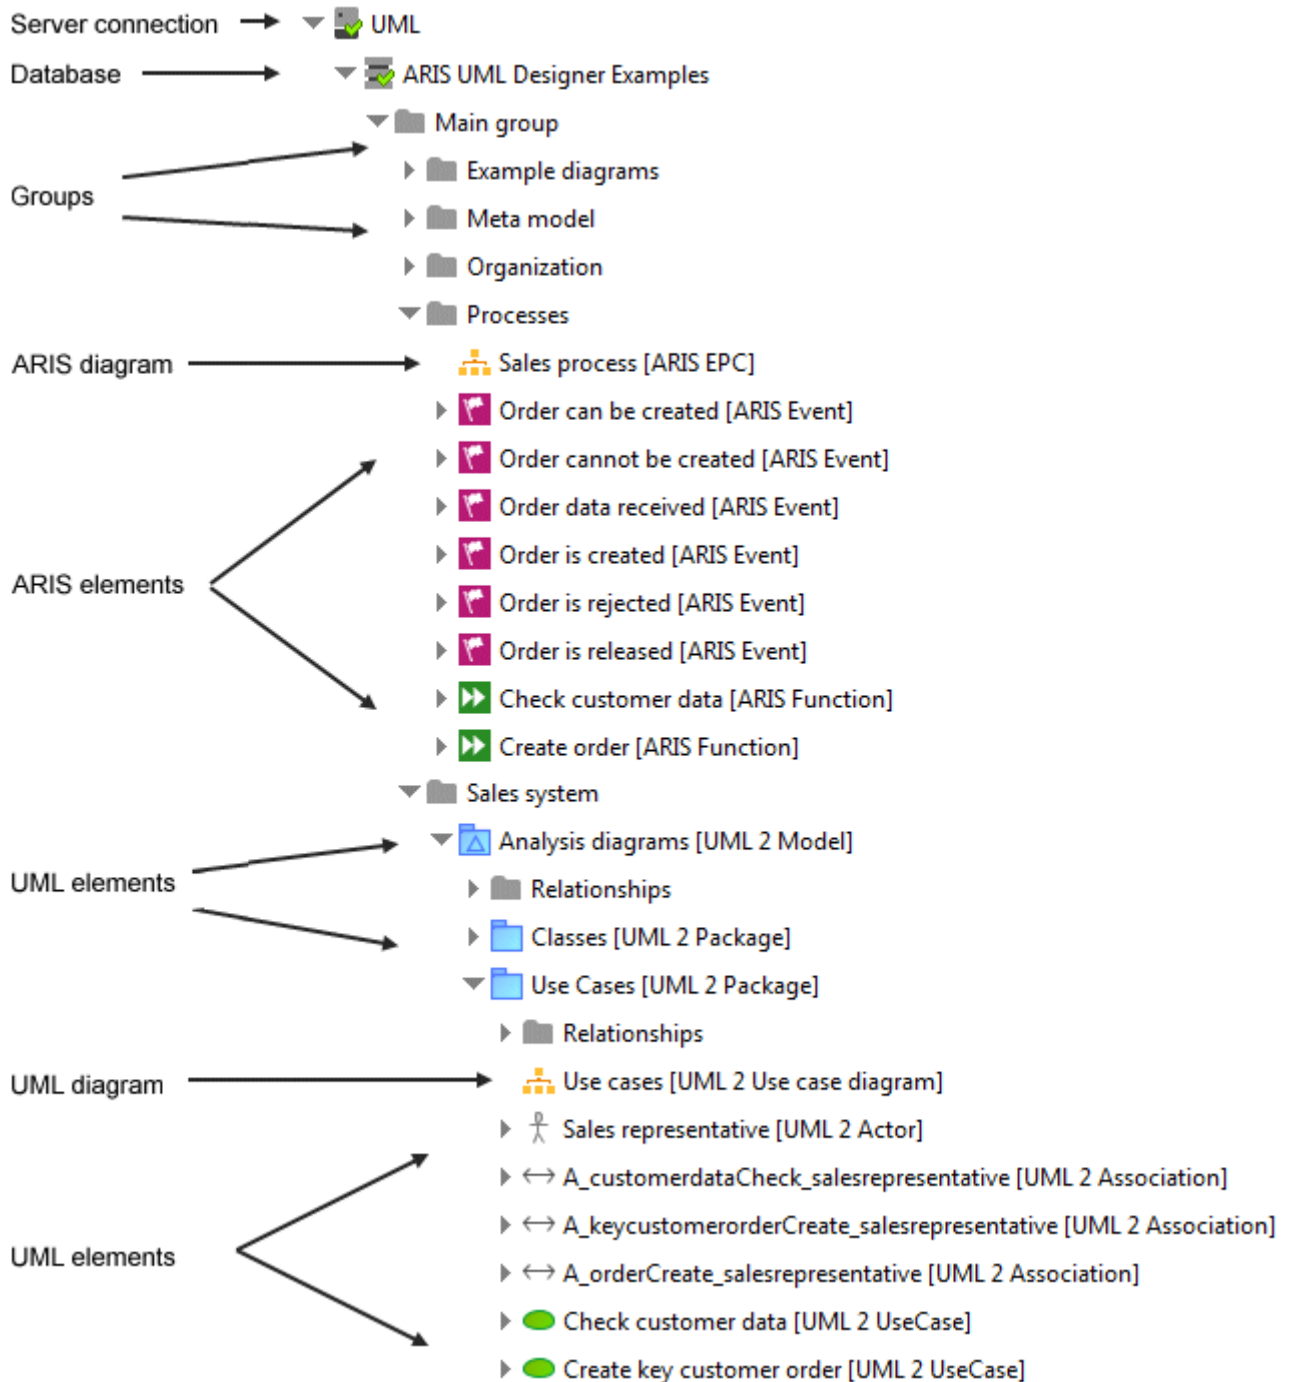 Server connection UML
Database ARIS UML Designer Examples
Main group
Example diagrams
Groups
Meta model
Organization
Processes
ARIS diagram Sales process [ARIS EPC]
Order can be created [ARIS Event]
Order cannot be created [ARIS Event]
Order data received [ARIS Event]
Order is created [ARIS Event]
ARIS elements
Order is rejected [ARIS Event]
Order is released [ARIS Event]
Check customer data [ARIS Function]
Create order [ARIS Function]
Sales system
Analysis diagrams [UML 2 Model]
UML elements Relationships
Classes [UML 2 Package]
Use Cases [UML 2 Package]
Relationships
UML diagram Use cases [UML 2 Use case diagram]
Sales representative [UML 2 Actor]
A_customerdataCheck_salesrepresentative [UML 2 Association]
A_keycustomerorderCreate_salesrepresentative [UML 2 Association]
UML elements
A_orderCreate_salesrepresentative [UML 2 Association]
Check customer data [UML 2 UseCase]
Create key customer order [UML 2 UseCase]